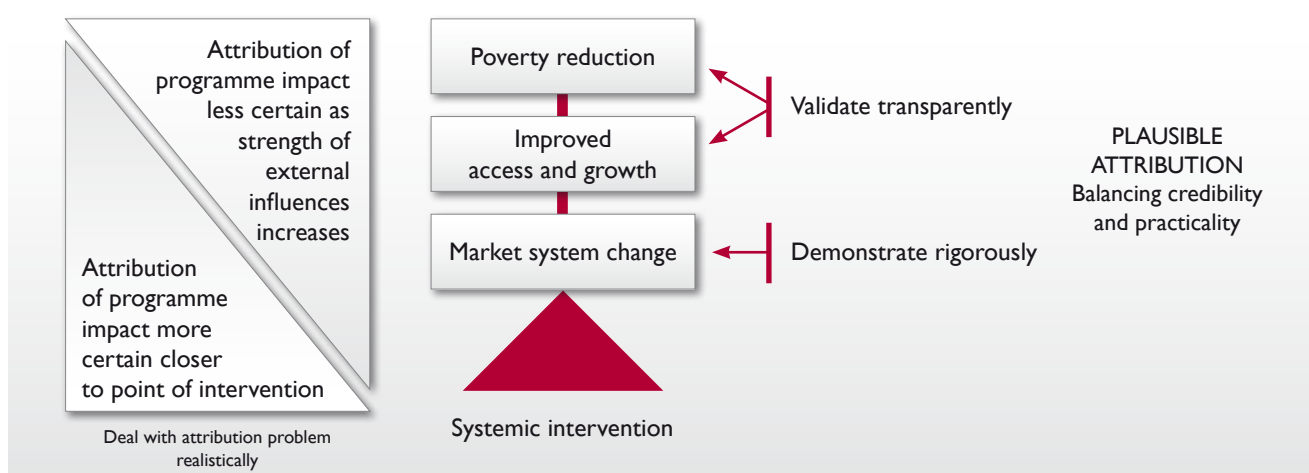 Attribution of
programme impact
less certain as
strength of
external
influences
increases
Attribution
of programme
impact more
certain closer
to point of intervention
Deal with attribution problem
realistically
Poverty reduction
Improved
access and growth
Market system change
Systemic intervention
Validate transparently
Demonstrate rigorously
PLAUSIBLE
ATTRIBUTION
Balancing credibility
and practicality